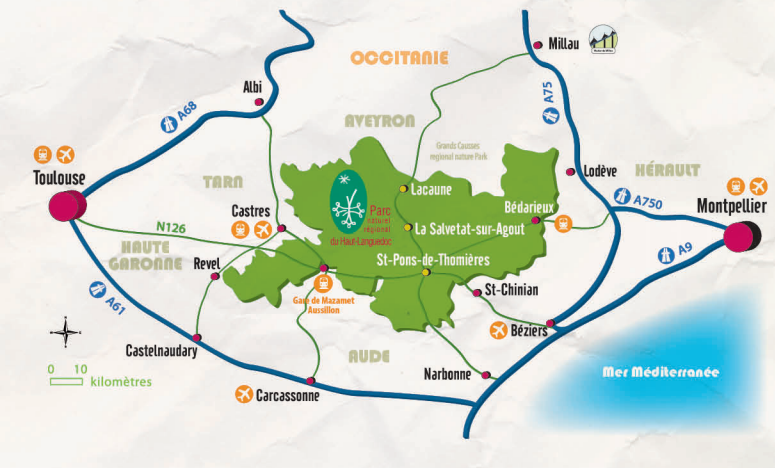 Millau
OCCITANIE
Albi
A68
A75
AVEYRON
Grands Causses
regional nature Park
Toulouse
TARN
Lacaune
Lodève
HÉRAULT
Castres
Parc
naturel
régional
du Haut-Languedoc
Bédarieux
A750
Montpellier
N126
La Salvetat-sur-Agout
HAUTE
GARONNE
Revel
St-Pons-de-Thomières
A9
Gare de Mazamet
Aussillon
St-Chinian
A61
Béziers
Castelnaudary
AUDE
0 10
kilomètres
Narbonne
Mer Méditerranée
Carcassonne